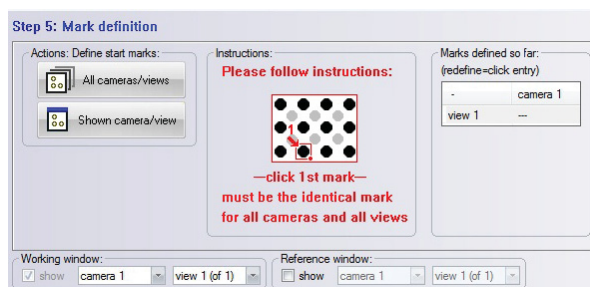 Step 5: Mark definition
Actions: Define start marks:
All cameras/views
Shown camera/view
Instructions:
Please follow instructions:
1
—click 1st mark—
must be the identical mark
for all cameras and all views
Marks defined so far:
(redefine=click entry)
- camera 1
view 1 ---
Working window:
show camera 1 view 1 (of 1)
Reference window:
show camera 1 view 1 (of 1)